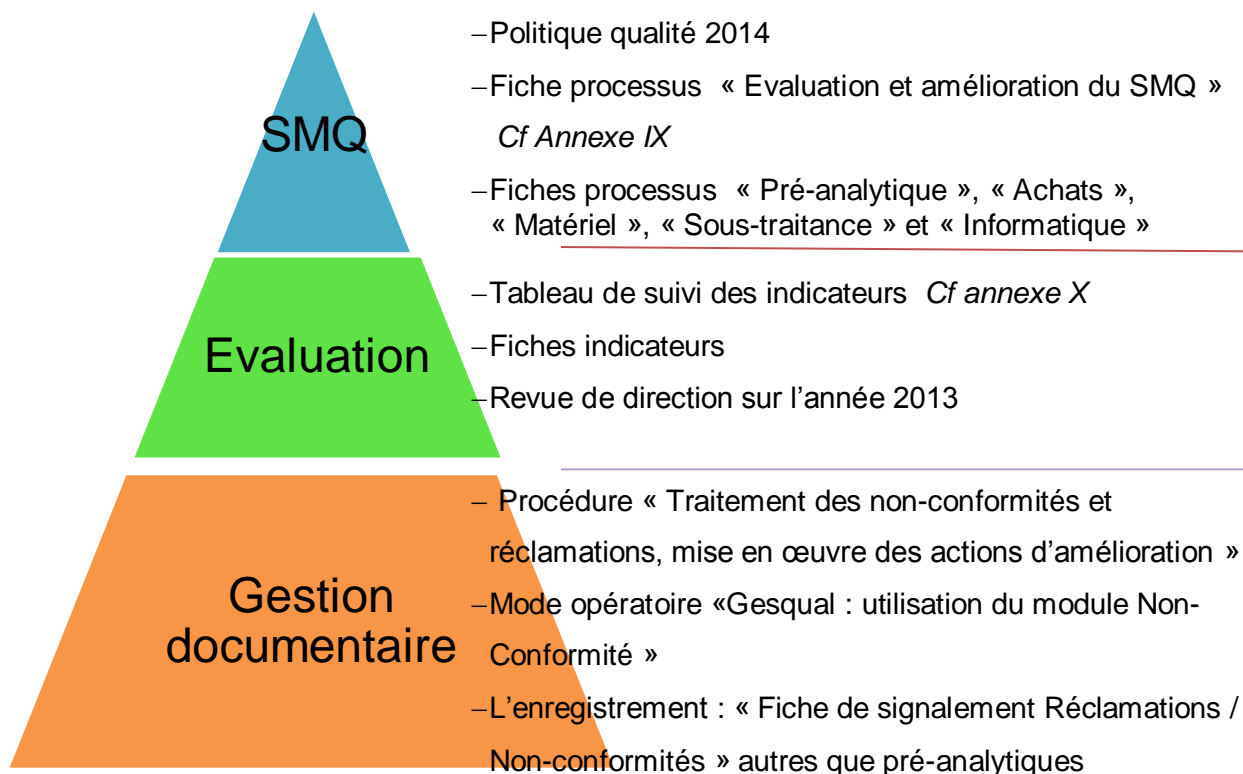 SMQ
–Politique qualité 2014
–Fiche processus « Evaluation et amélioration du SMQ »
Cf Annexe IX
–Fiches processus « Pré-analytique », « Achats »,
« Matériel », « Sous-traitance » et « Informatique »
Evaluation
–Tableau de suivi des indicateurs Cf annexe X
–Fiches indicateurs
–Revue de direction sur l’année 2013
Gestion
documentaire
– Procédure « Traitement des non-conformités et
réclamations, mise en œuvre des actions d’amélioration »
–Mode opératoire «Gesqual : utilisation du module Non-
Conformité »
–L’enregistrement : « Fiche de signalement Réclamations /
Non-conformités » autres que pré-analytiques